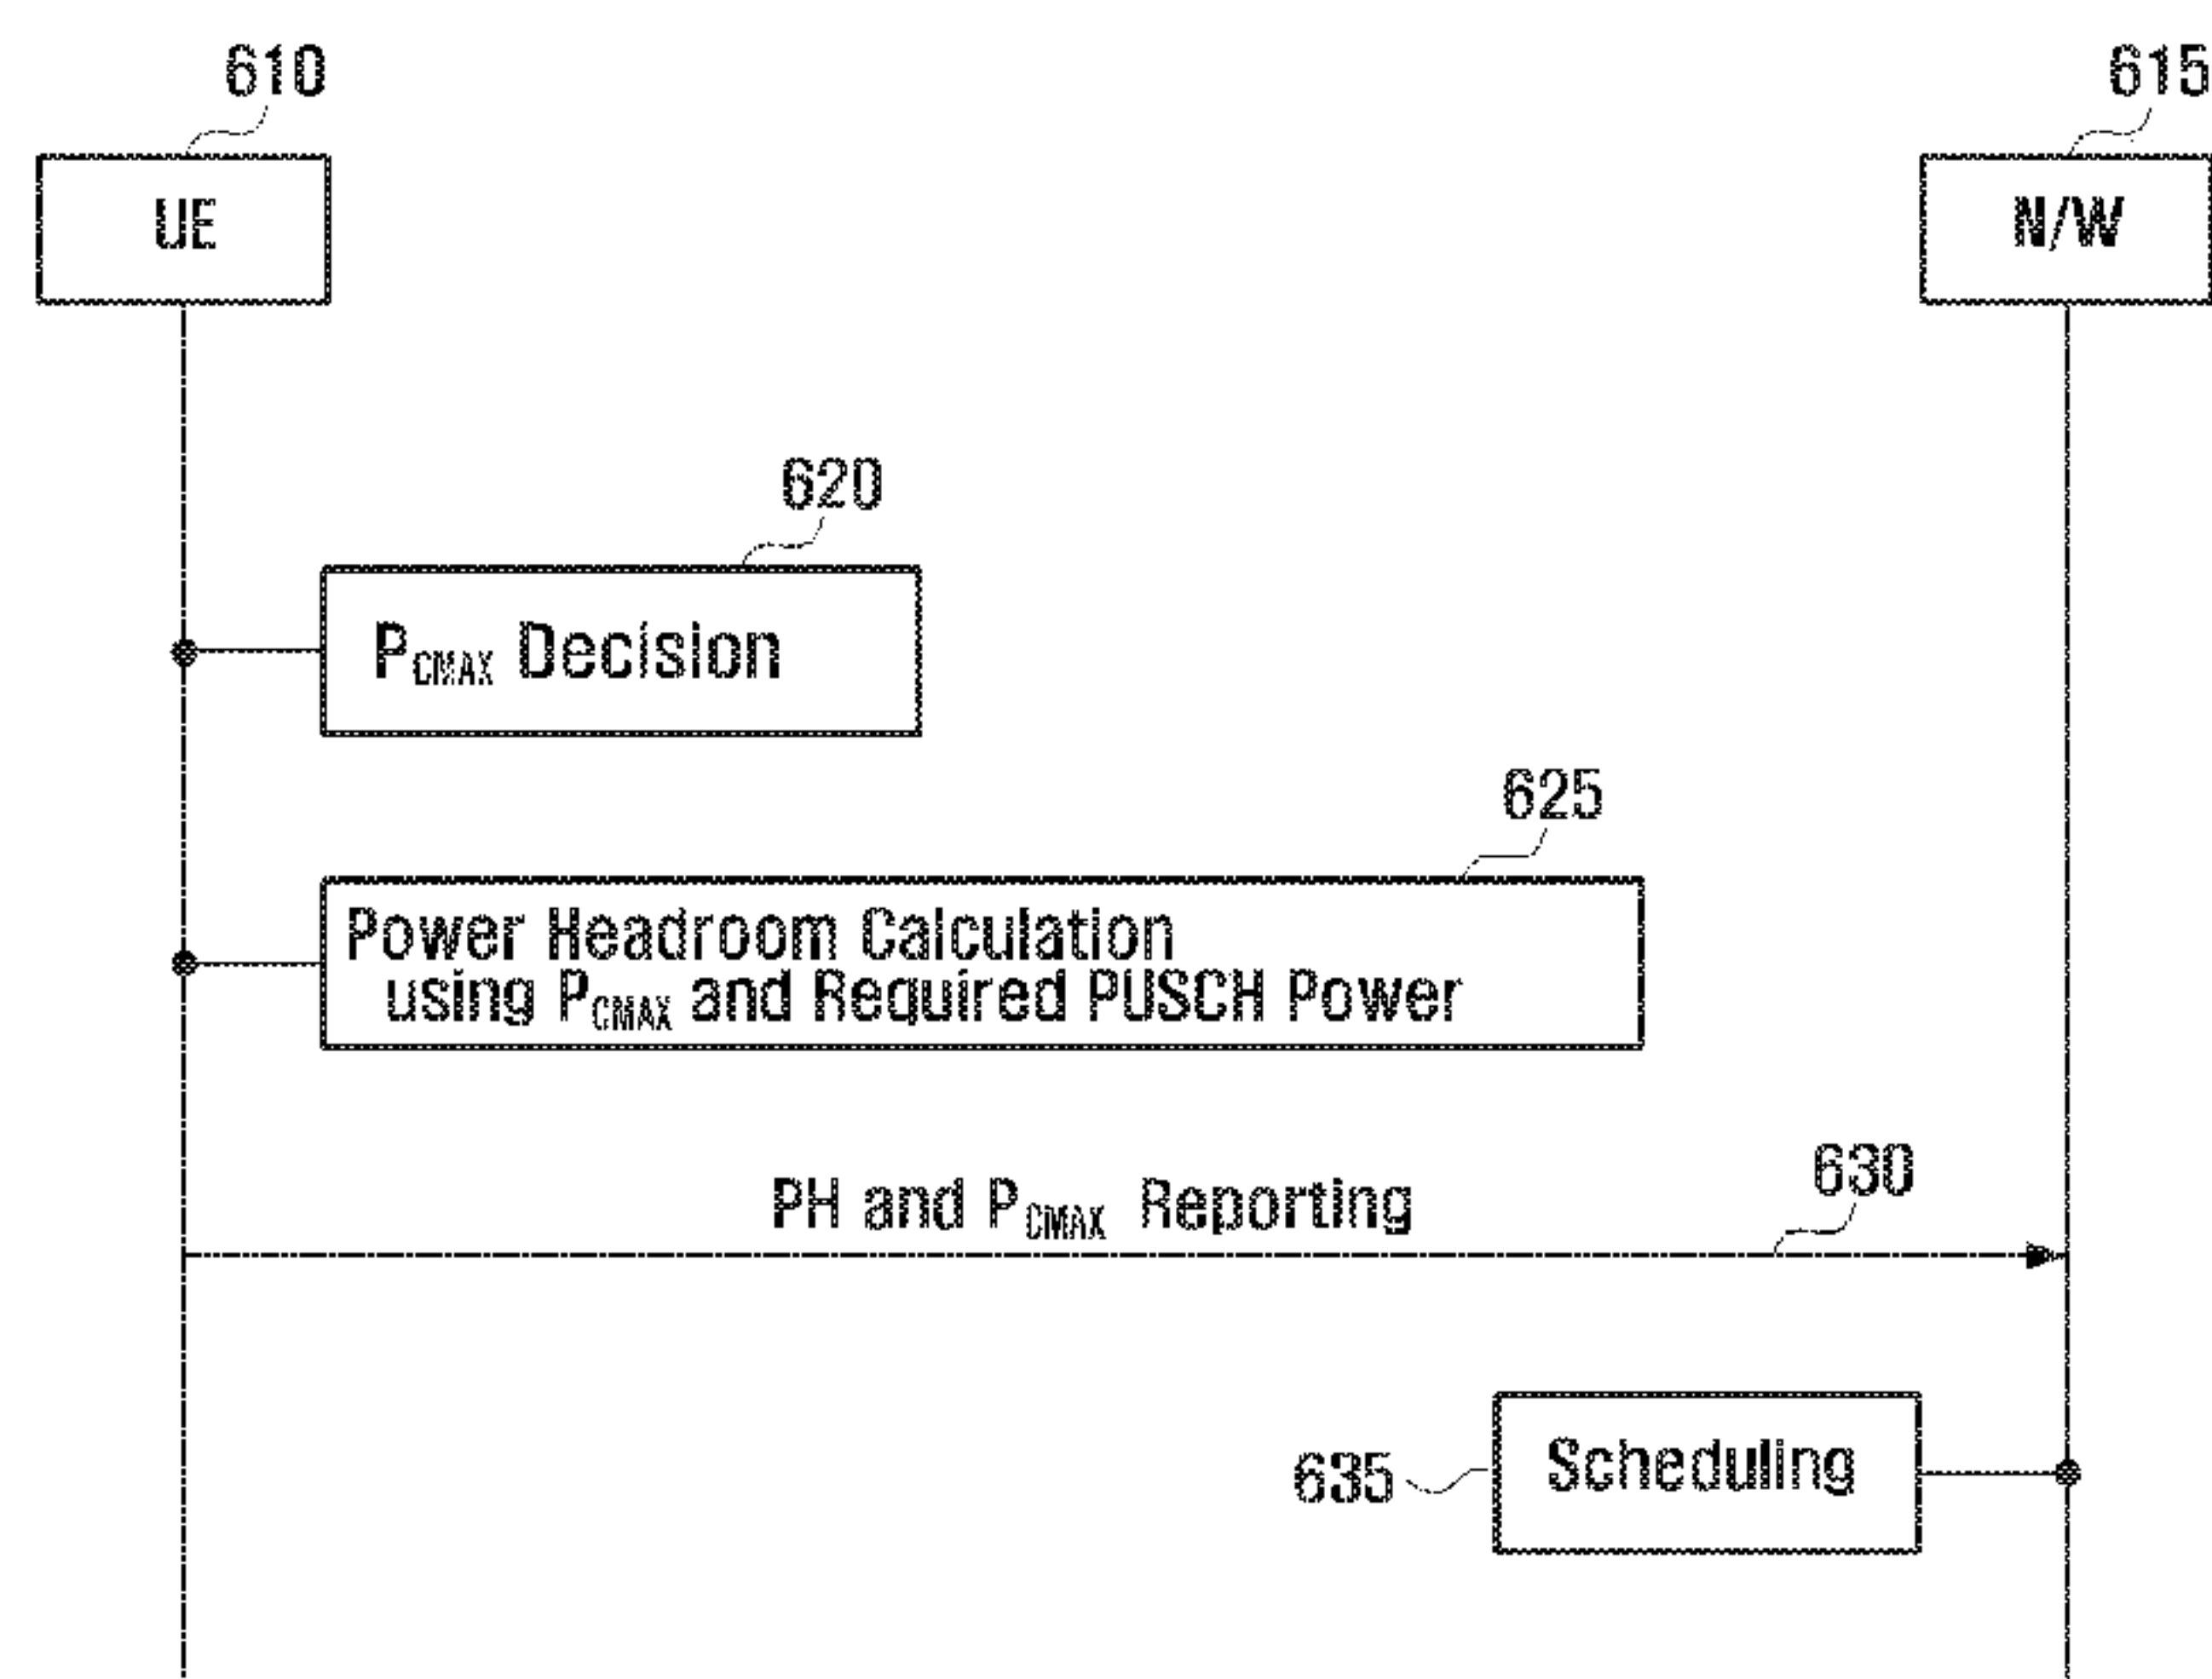 610
615
UE
N/W
620
PCMAX Decision
625
Power Headroom Calculation
using PCMAX and Required PUSCH Power
630
PH and PCMAX Reporting
635
Scheduling